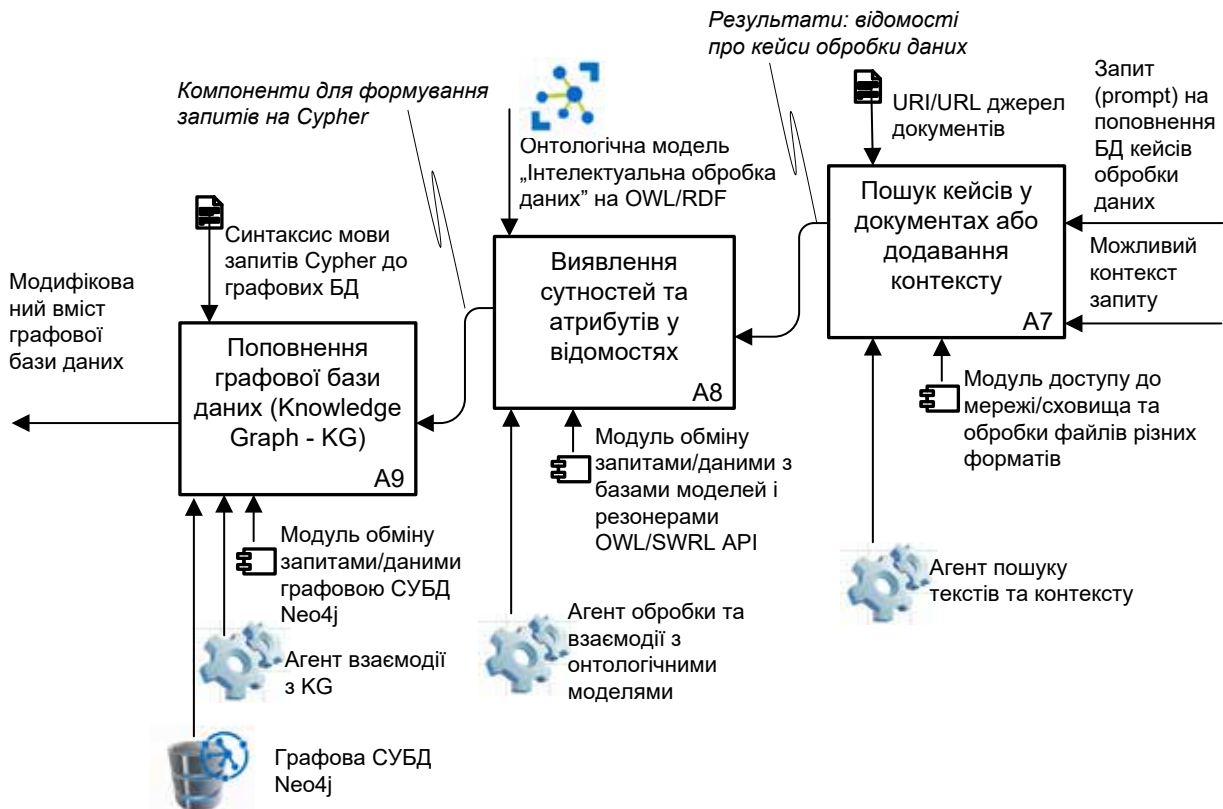 Результати: відомості
про кейси обробки даних
Компоненти для формування
запитів на Cypher
Запит
(prompt) на
поповнення
БД кейсів
обробки
даних
URI/URL джерел
документів
Онтологічна модель
„Інтелектуальна обробка
даних” на OWL/RDF
Пошук кейсів у
документах або
додавання
контексту
A7
Можливий
контекст
запиту
Синтаксис мови
запитів Cypher до
графових БД
Виявлення
сутностей та
атрибутів у
відомостях
A8
Модифікова
ний вміст
графової
бази даних
Поповнення
графової бази
даних (Knowledge
Graph - KG)
A9
Модуль доступу до
мережі/сховища та
обробки файлів різних
форматів
Модуль обміну
запитами/даними з
базами моделей і
резонерами
OWL/SWRL API
Модуль обміну
запитами/даними
графовою СУБД
Neo4j
Агент пошуку
текстів та контексту
Агент обробки та
взаємодії з
онтологічними
моделями
Агент взаємодії
з KG
Графова СУБД
Neo4j